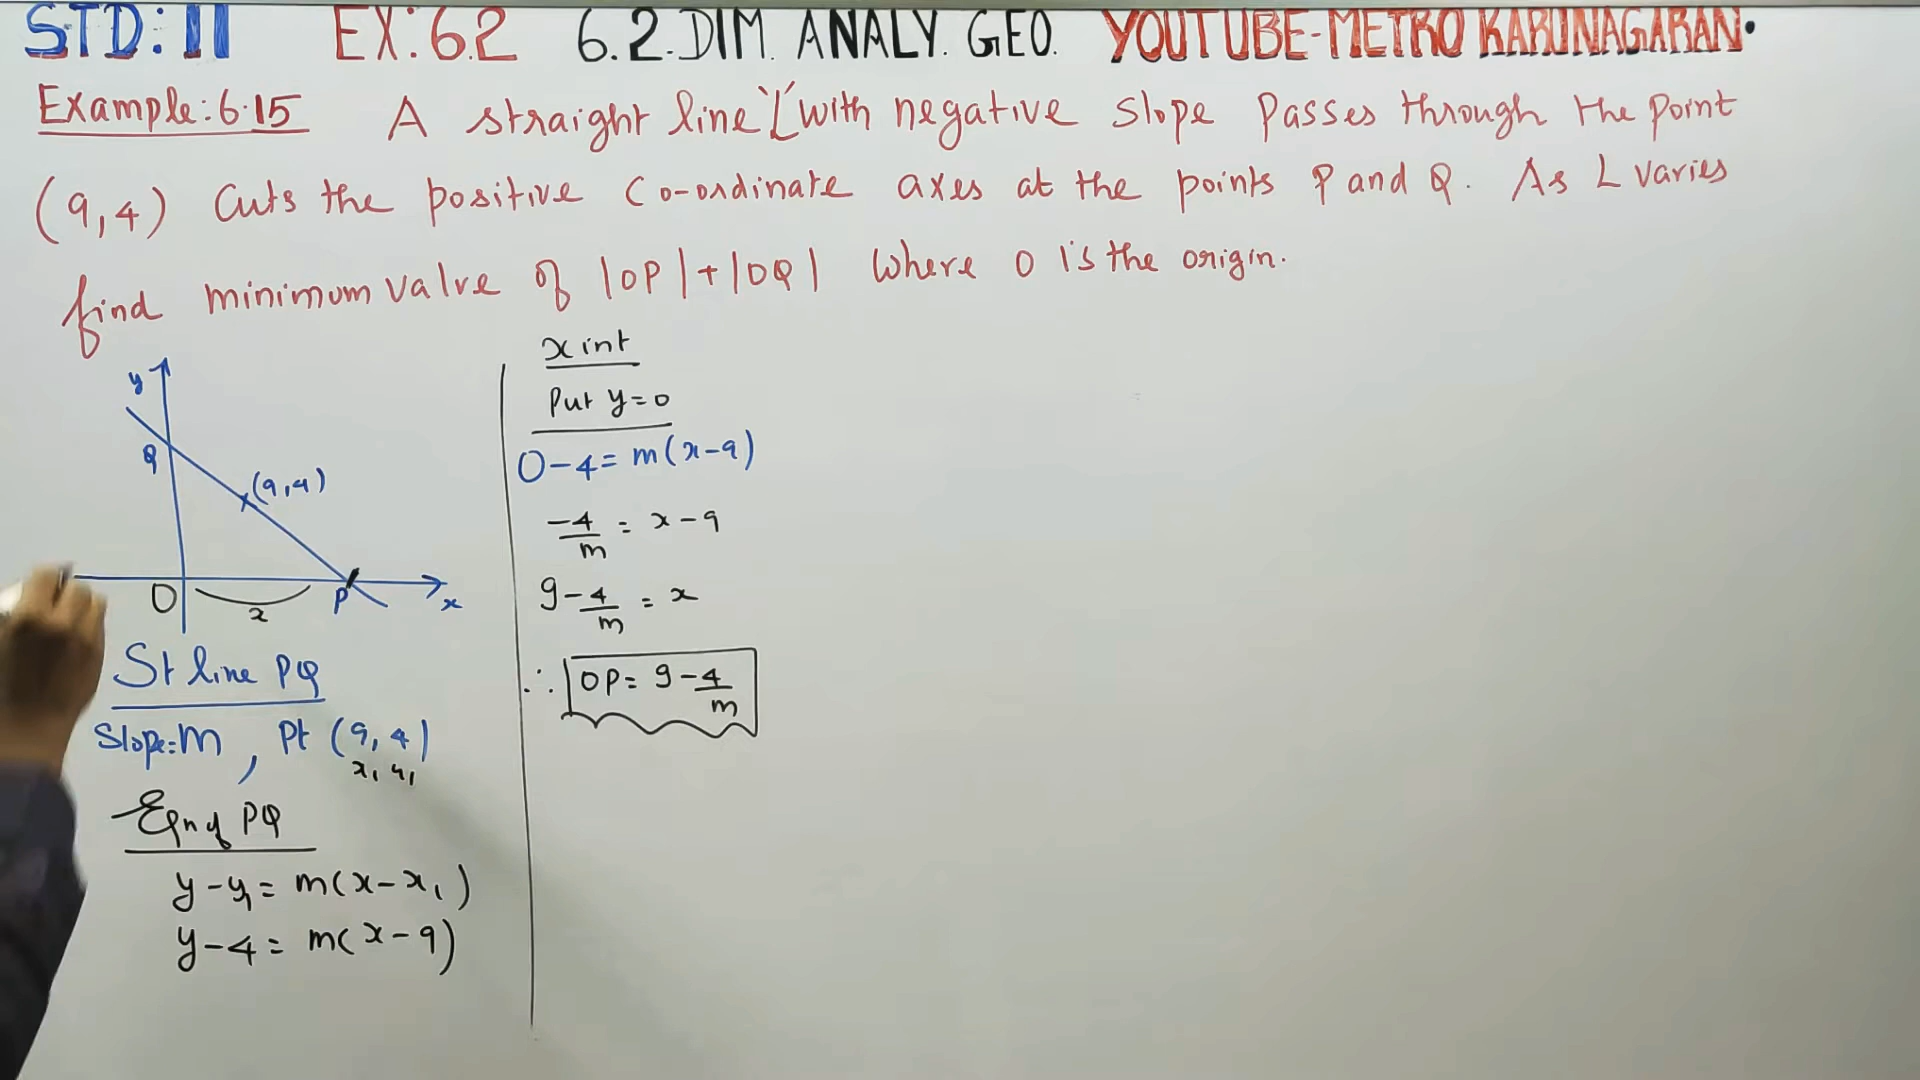 STD: 11 EX: 6.2 6.2.DIM. ANALY. GEO. YOUTUBE-METRO KARUNAGARAN.
Example: 6.15 A straight line 'L' with negative slope Passes through the point
(9,4) Cuts the positive Co-ordinate axes at the points P and Q. As L varies
find minimum valve of |OP|+|OQ| Where O is the origin.
y
Q
(9,4)
O
x
P
x
St line PQ
Slope=m, Pt (9, 4)
x₁ y₁
Eqn of PQ
y-y₁= m(x-x₁)
y-4= m(x-9)
x int
Put y=0
0-4= m(x-9)
-4/m = x-9
9-4/m = x
∴ OP= 9-4/m